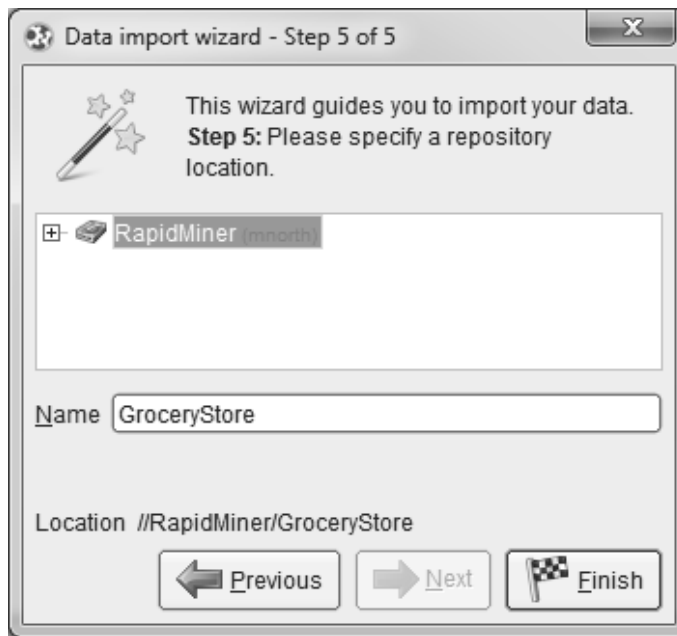 Data import wizard - Step 5 of 5
This wizard guides you to import your data.
Step 5: Please specify a repository
location.
RapidMiner (mnorth)
Name GroceryStore
Location //RapidMiner/GroceryStore
Previous Next Finish